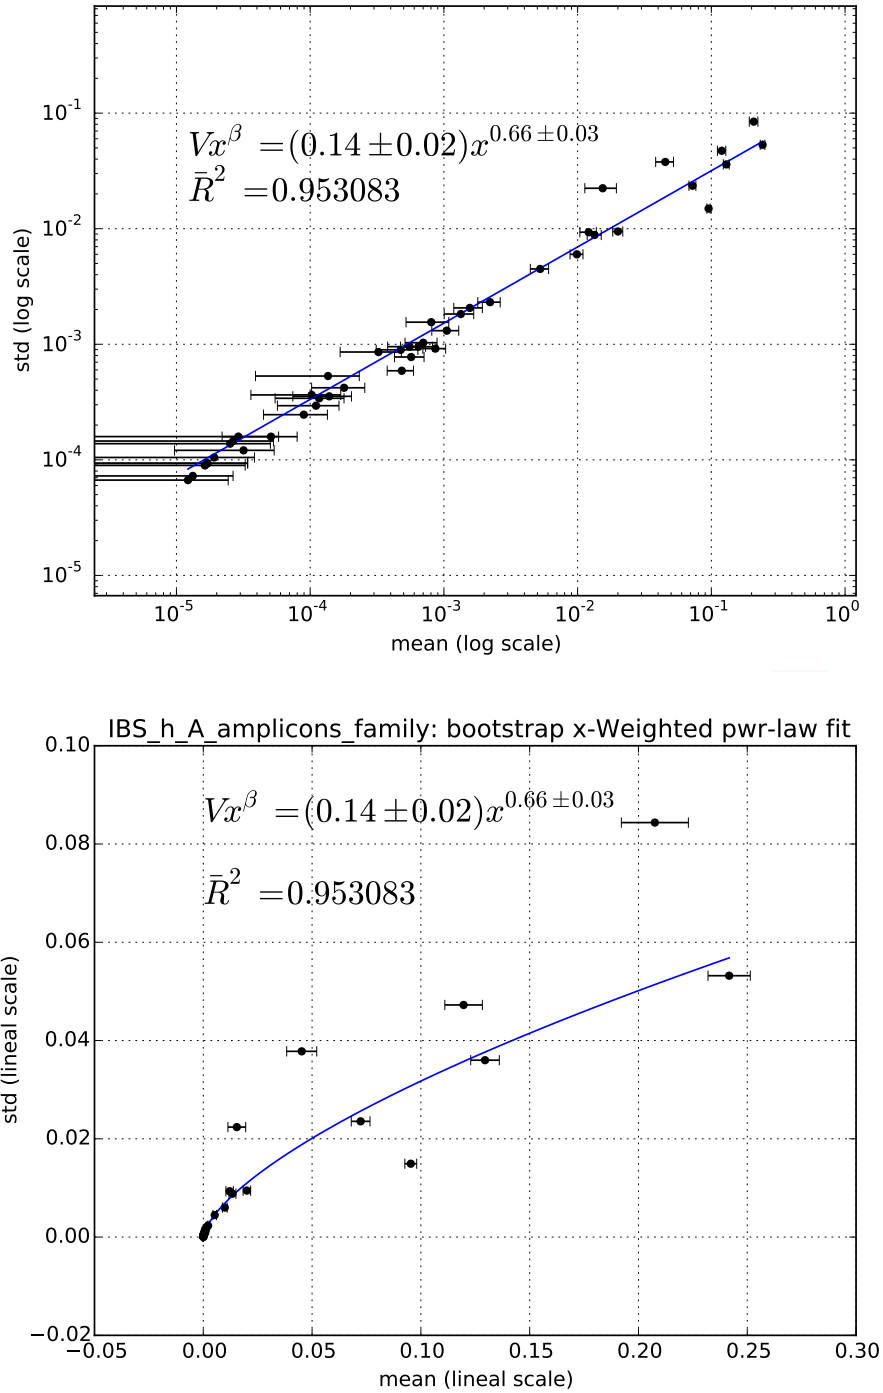 10⁻¹
Vx^β =(0.14±0.02)x^0.66±0.03
R̄² =0.953083
10⁻²
std (log scale)
10⁻³
10⁻⁴
10⁻⁵
10⁻⁵ 10⁻⁴ 10⁻³ 10⁻² 10⁻¹ 10⁰
mean (log scale)
IBS_h_A_amplicons_family: bootstrap x-Weighted pwr-law fit
0.10
Vx^β =(0.14±0.02)x^0.66±0.03
0.08
R̄² =0.953083
0.06
std (lineal scale)
0.04
0.02
0.00
−0.02
−0.05 0.00 0.05 0.10 0.15 0.20 0.25 0.30
mean (lineal scale)